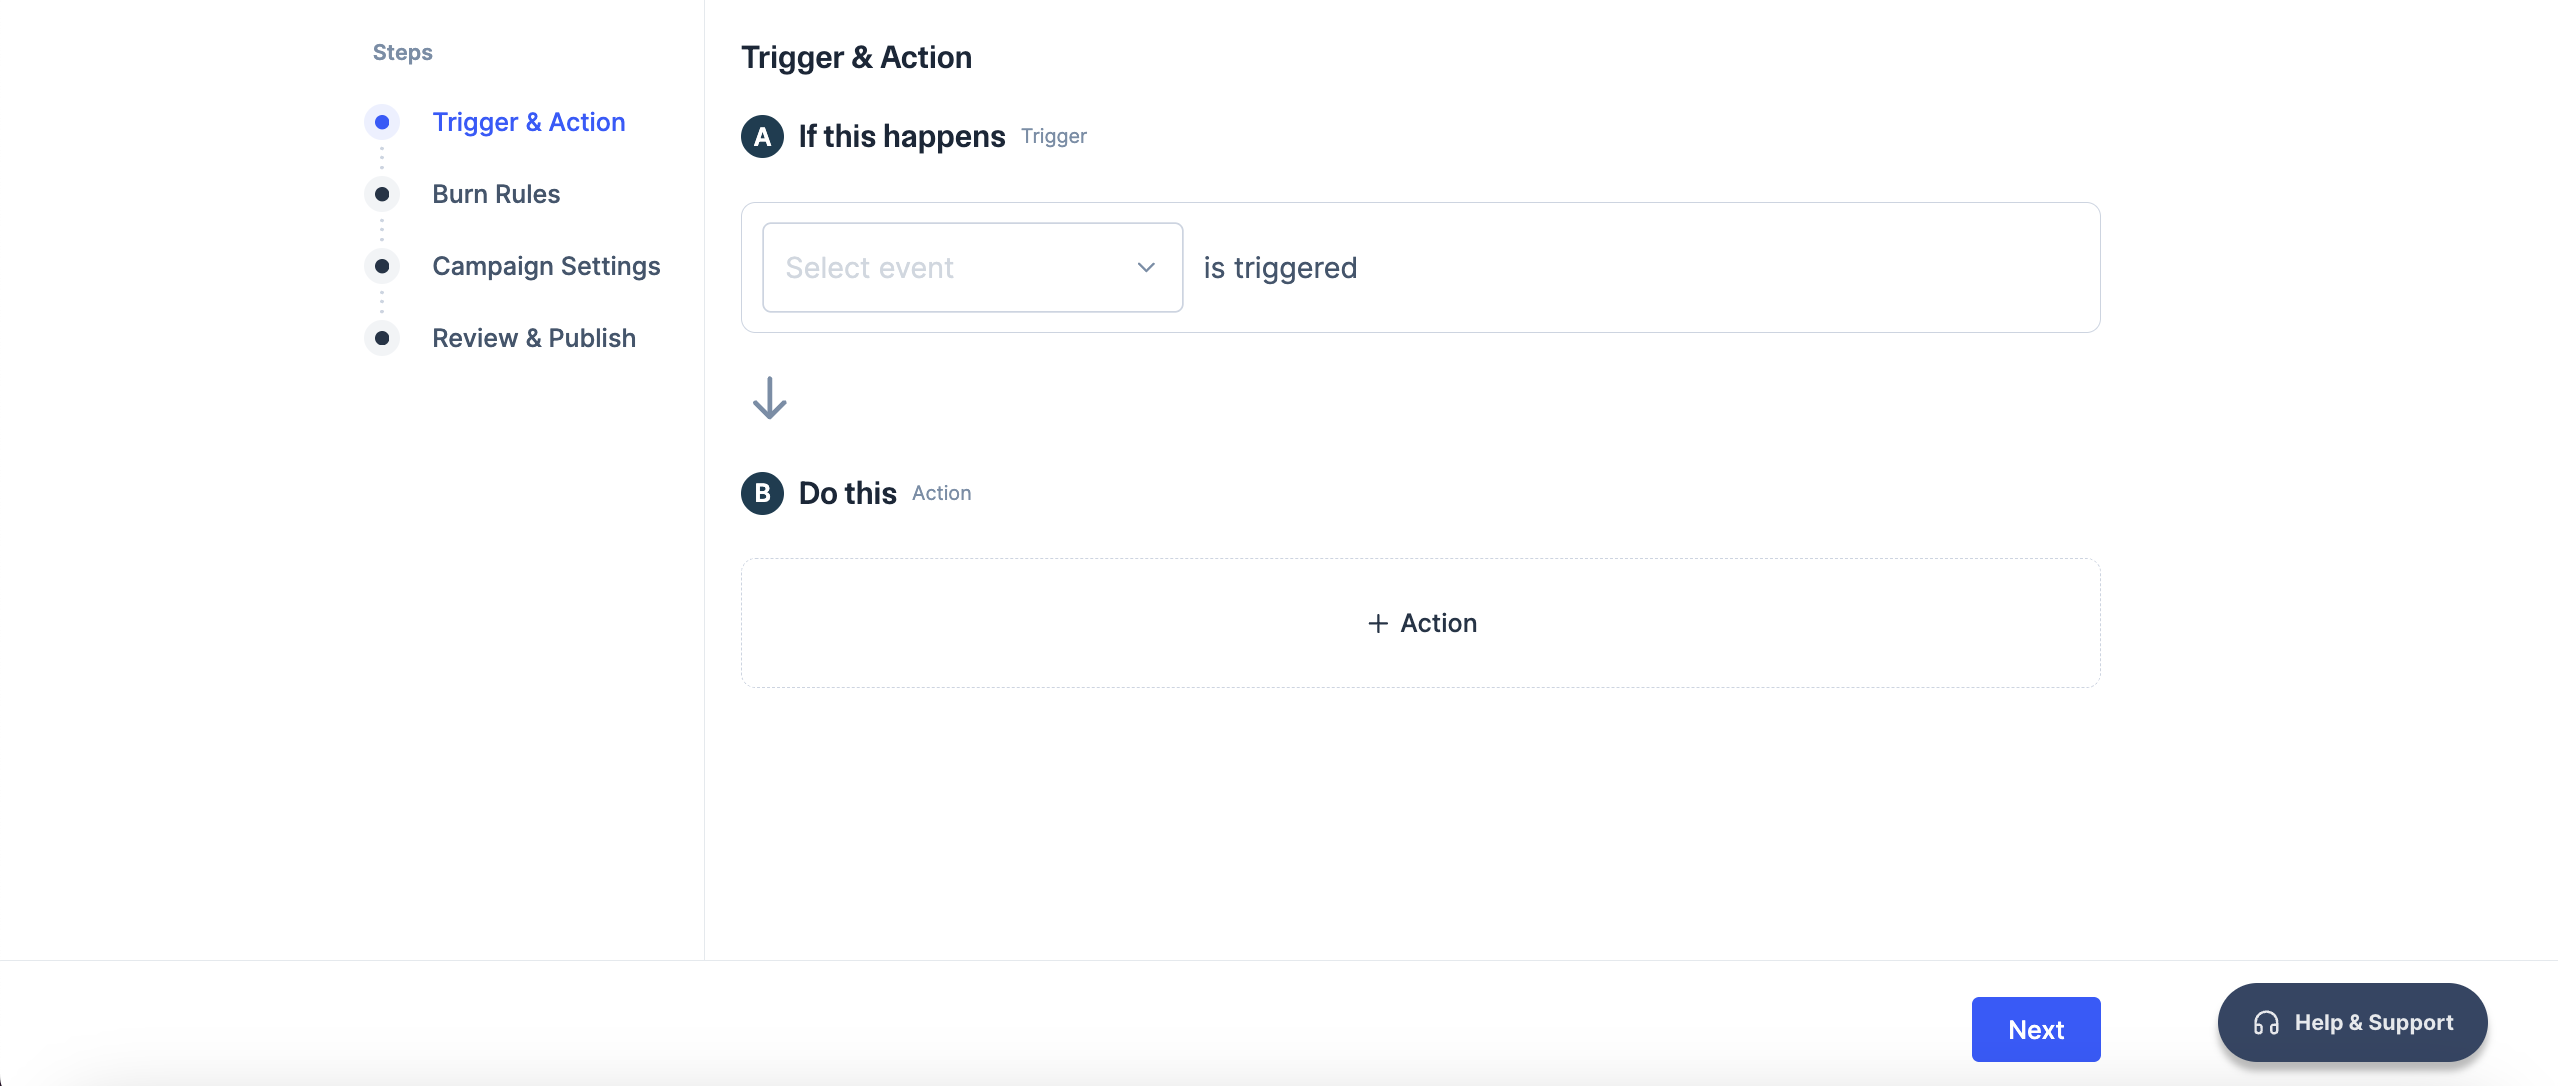 Steps
Trigger & Action
Burn Rules
Campaign Settings
Review & Publish
Trigger & Action
A If this happens Trigger
Select event is triggered
B Do this Action
+ Action
Next
Help & Support